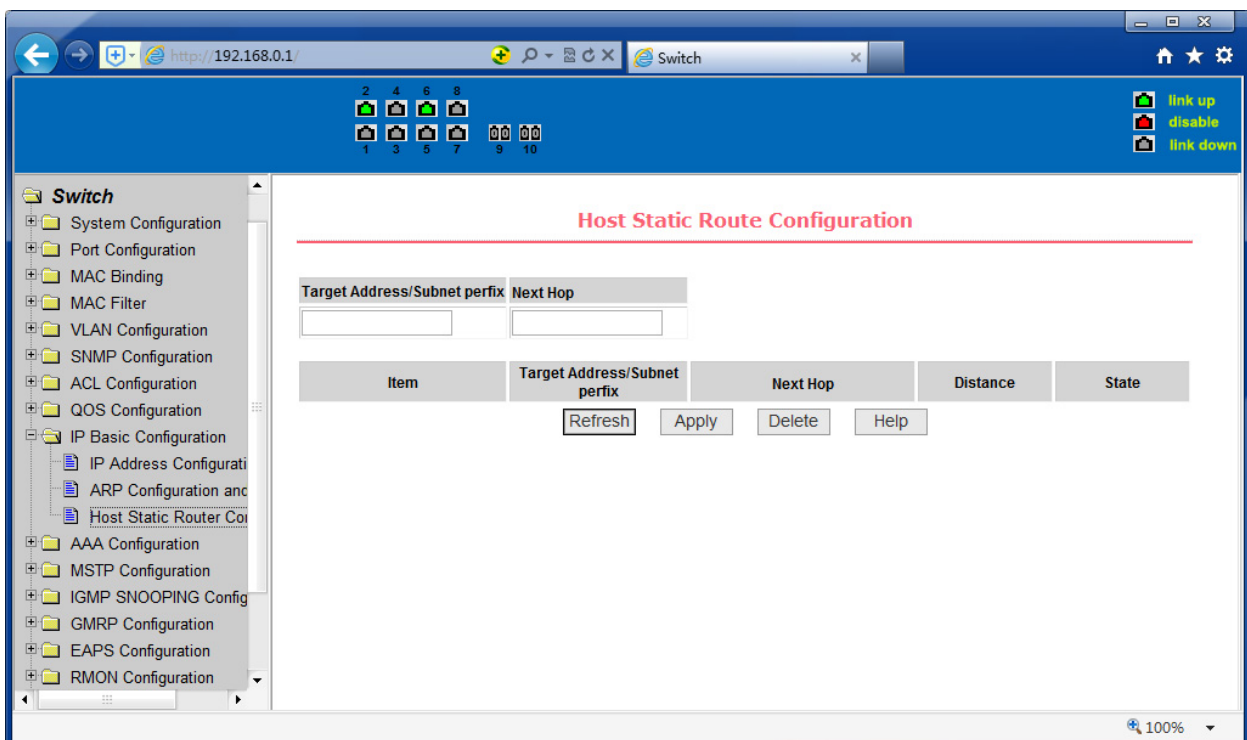 http://192.168.0.1/
Switch
2 4 6 8
1 3 5 7 9 10
link up
disable
link down
Switch
System Configuration
Port Configuration
MAC Binding
MAC Filter
VLAN Configuration
SNMP Configuration
ACL Configuration
QOS Configuration
IP Basic Configuration
IP Address Configurati
ARP Configuration and
Host Static Router Con
AAA Configuration
MSTP Configuration
IGMP SNOOPING Config
GMRP Configuration
EAPS Configuration
RMON Configuration
Host Static Route Configuration
Target Address/Subnet perfix Next Hop
Item Target Address/Subnet perfix Next Hop Distance State
Refresh Apply Delete Help
100%